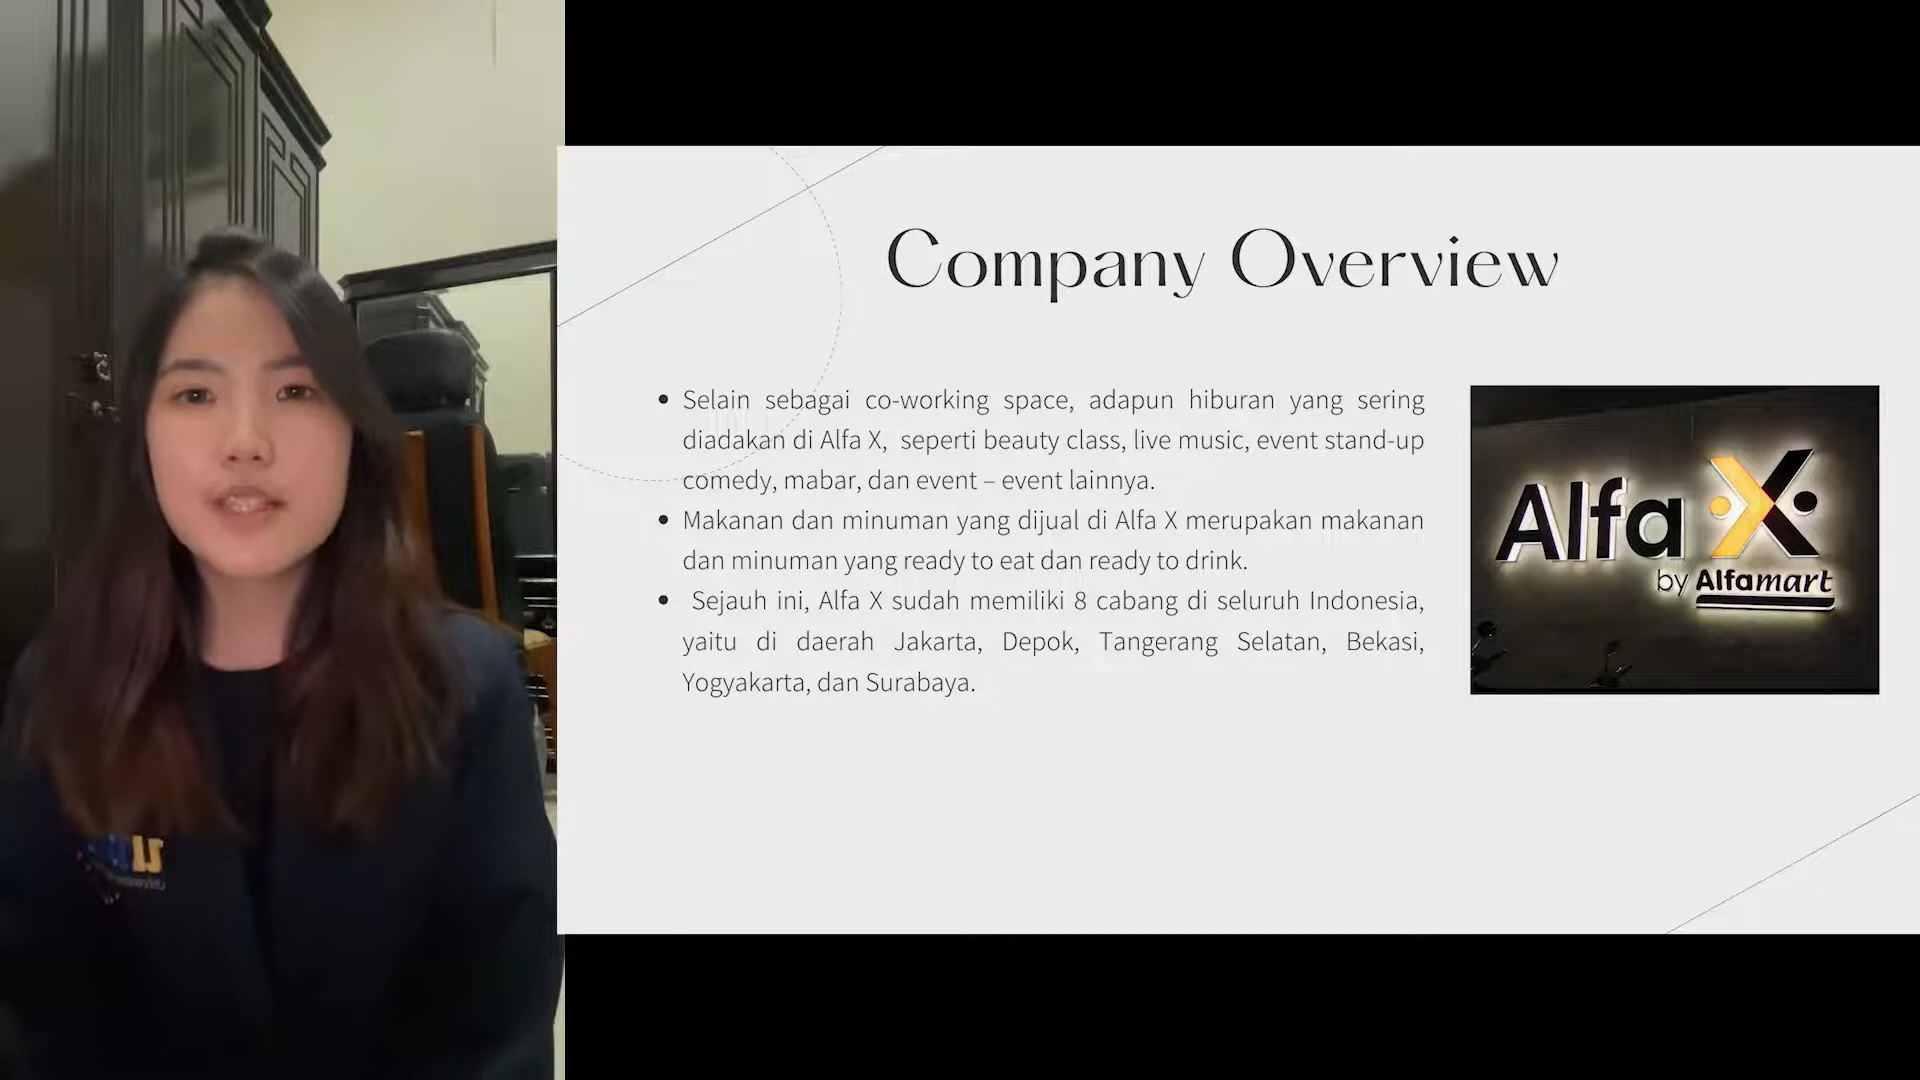 Company Overview
• Selain sebagai co-working space, adapun hiburan yang sering
diadakan di Alfa X, seperti beauty class, live music, event stand-up
comedy, mabar, dan event – event lainnya.
• Makanan dan minuman yang dijual di Alfa X merupakan makanan
dan minuman yang ready to eat dan ready to drink.
• Sejauh ini, Alfa X sudah memiliki 8 cabang di seluruh Indonesia,
yaitu di daerah Jakarta, Depok, Tangerang Selatan, Bekasi,
Yogyakarta, dan Surabaya.
Alfa X
by Alfamart